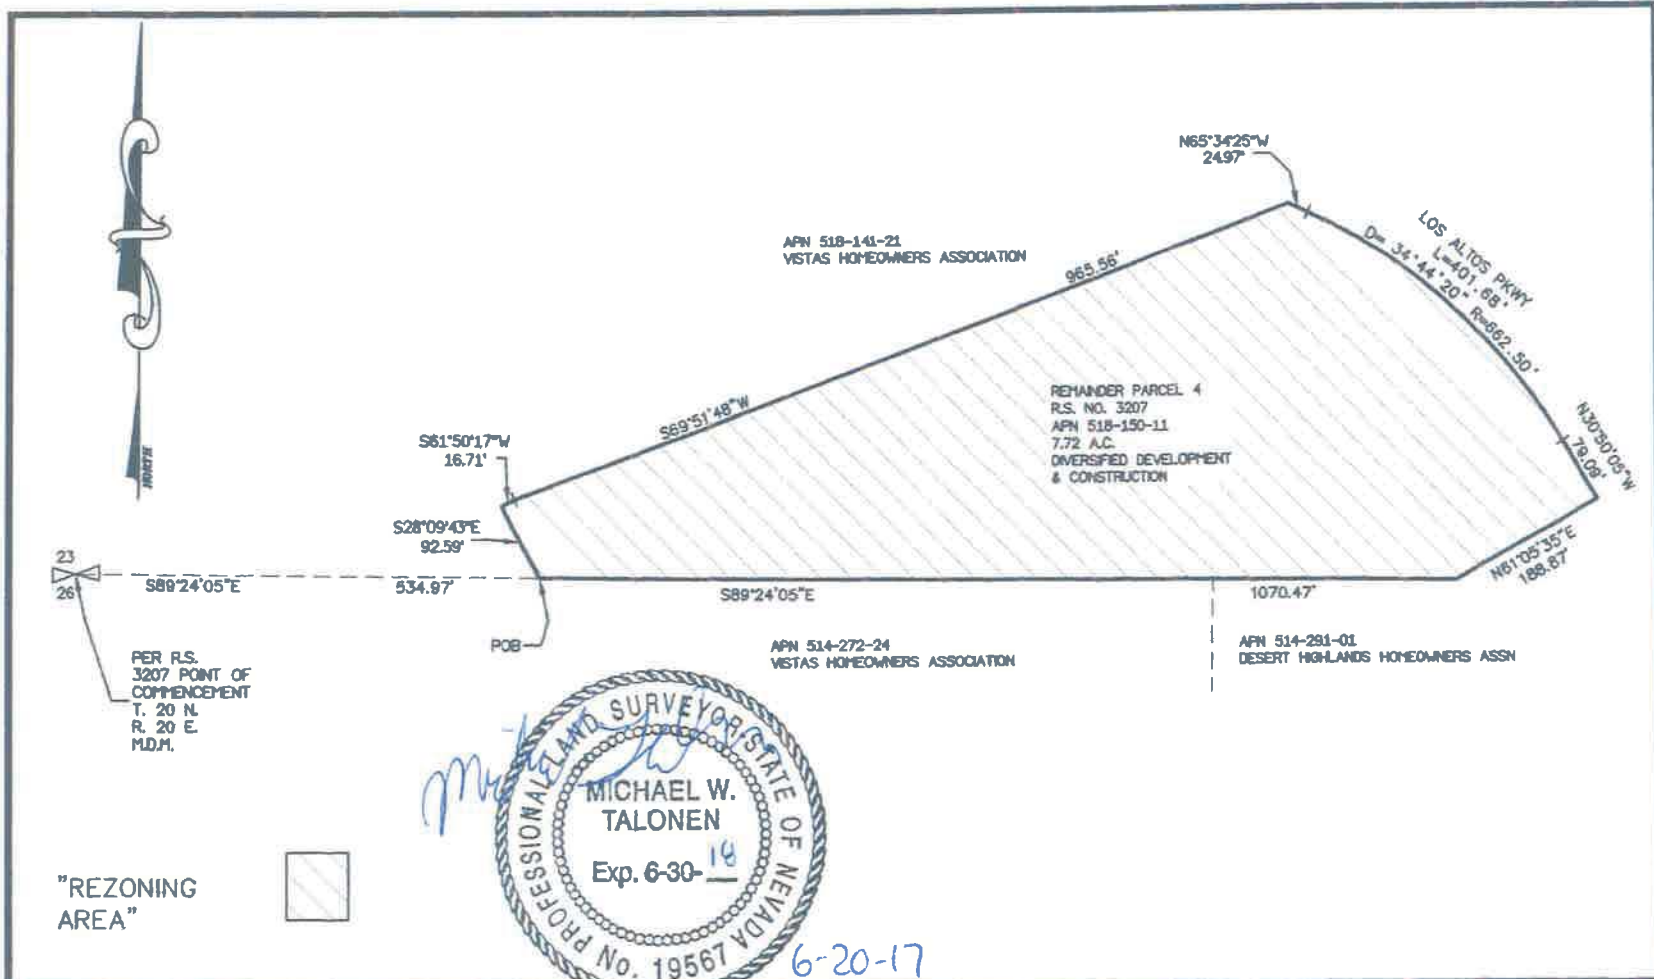 N65°34'25"W
24.97'
LOS ALTOS PKWY
L=401.68'
D= 34°44'20" R=662.50'
APN 518-141-21
VISTAS HOMEOWNERS ASSOCIATION
965.56'
S69°51'48"W
REMAINDER PARCEL 4
R.S. NO. 3207
APN 518-150-11
7.72 A.C.
DIVERSIFIED DEVELOPMENT
& CONSTRUCTION
N30°50'05"W
79.09'
S61°50'17"W
16.71'
NORTH
S28°09'43"E
92.59'
N61°05'35"E
188.87'
23
26
S89°24'05"E
534.97'
S89°24'05"E
1070.47'
POB
APN 514-272-24
VISTAS HOMEOWNERS ASSOCIATION
APN 514-291-01
DESERT HIGHLANDS HOMEOWNERS ASSN
PER R.S.
3207 POINT OF
COMMENCEMENT
T. 20 N.
R. 20 E.
M.D.M.
PROFESSIONAL LAND SURVEYOR STATE OF NEVADA
MICHAEL W.
TALONEN
Exp. 6-30-18
No. 19567
6-20-17
"REZONING
AREA"